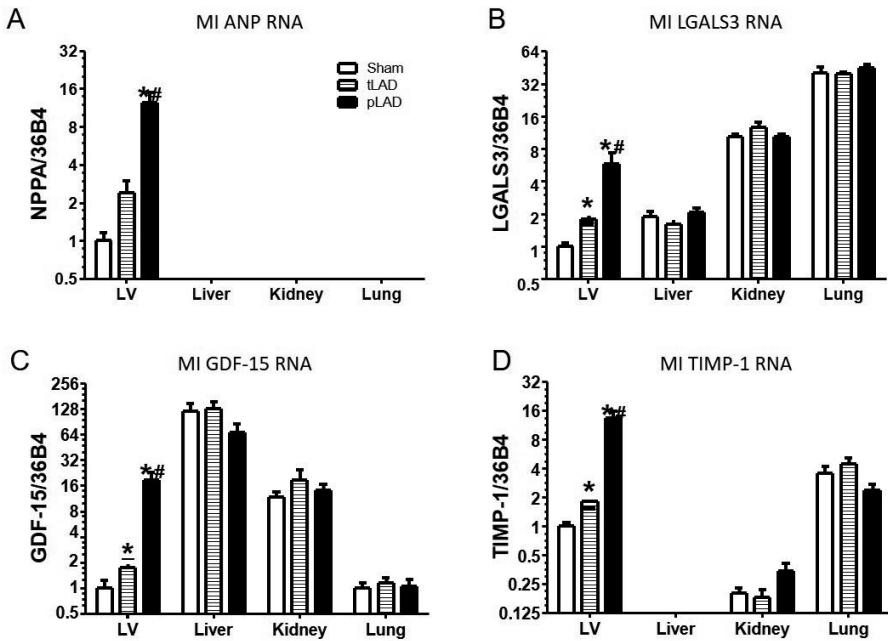 A
MI ANP RNA
NPPA/36B4
32
16
8
4
2
1
0.5
Sham
tLAD
pLAD
*#
LV Liver Kidney Lung
B
MI LGALS3 RNA
LGALS3/36B4
64
32
16
8
4
2
1
0.5
*
*#
LV Liver Kidney Lung
C
MI GDF-15 RNA
GDF-15/36B4
256
128
64
32
16
8
4
2
1
0.5
*
*#
LV Liver Kidney Lung
D
MI TIMP-1 RNA
TIMP-1/36B4
32
16
8
4
2
1
0.5
0.25
0.125
*
*#
LV Liver Kidney Lung